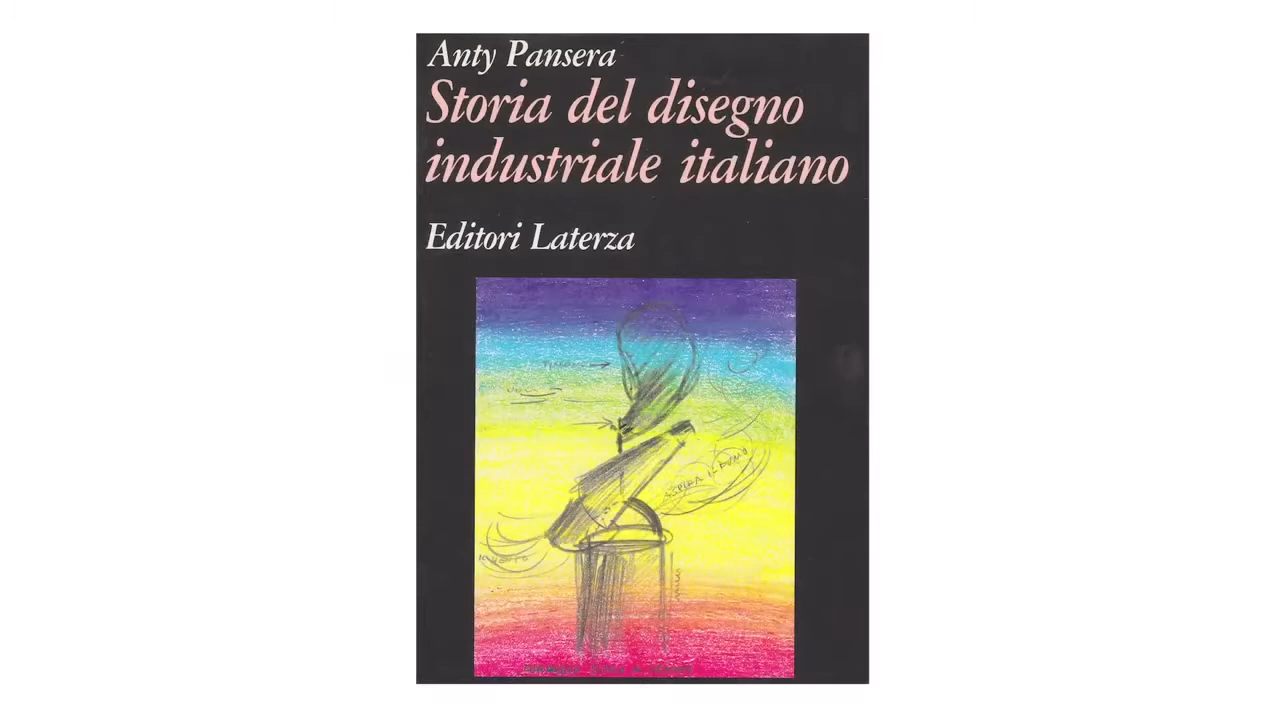 Anty Pansera
Storia del disegno
industriale italiano
Editori Laterza